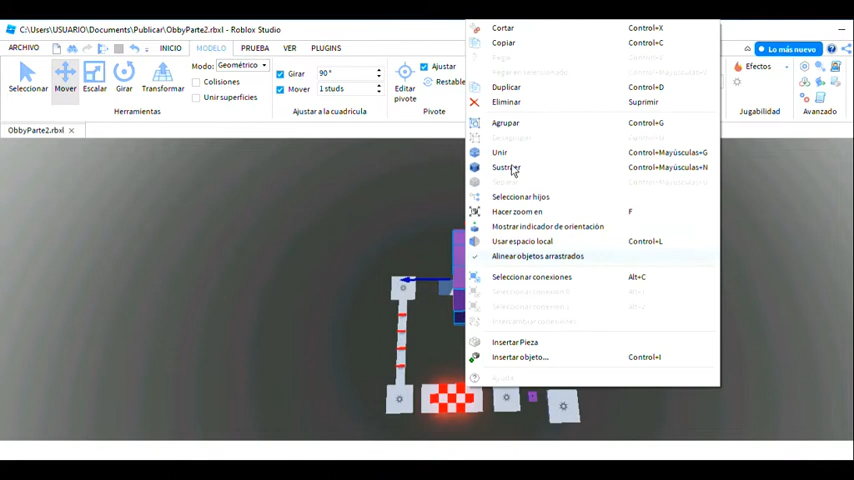 C:\Users\USUARIO\Documents\Publicar\ObbyParte2.rbxl - Roblox Studio
ARCHIVO INICIO MODELO PRUEBA VER PLUGINS Lo más nuevo
Seleccionar Mover Escalar Girar Transformar
Herramientas
Modo: Geométrico
Colisiones
Unir superficies
Girar 90°
Mover 1 studs
Ajustar a la cuadrícula
Editar pivote
Ajustar
Restable
Pivote
Efectos
Jugabilidad
Avanzado
ObbyParte2.rbxl
Cortar Control+X
Copiar Control+C
Duplicar Control+D
Eliminar Suprimir
Agrupar Control+G
Unir Control+Mayúsculas+G
Sustraer Control+Mayúsculas+N
Seleccionar hijos
Hacer zoom en F
Mostrar indicador de orientación
Usar espacio local Control+L
Alinear objetos arrastrados
Seleccionar conexiones Alt+C
Insertar Pieza
Insertar objeto... Control+I
Ayuda